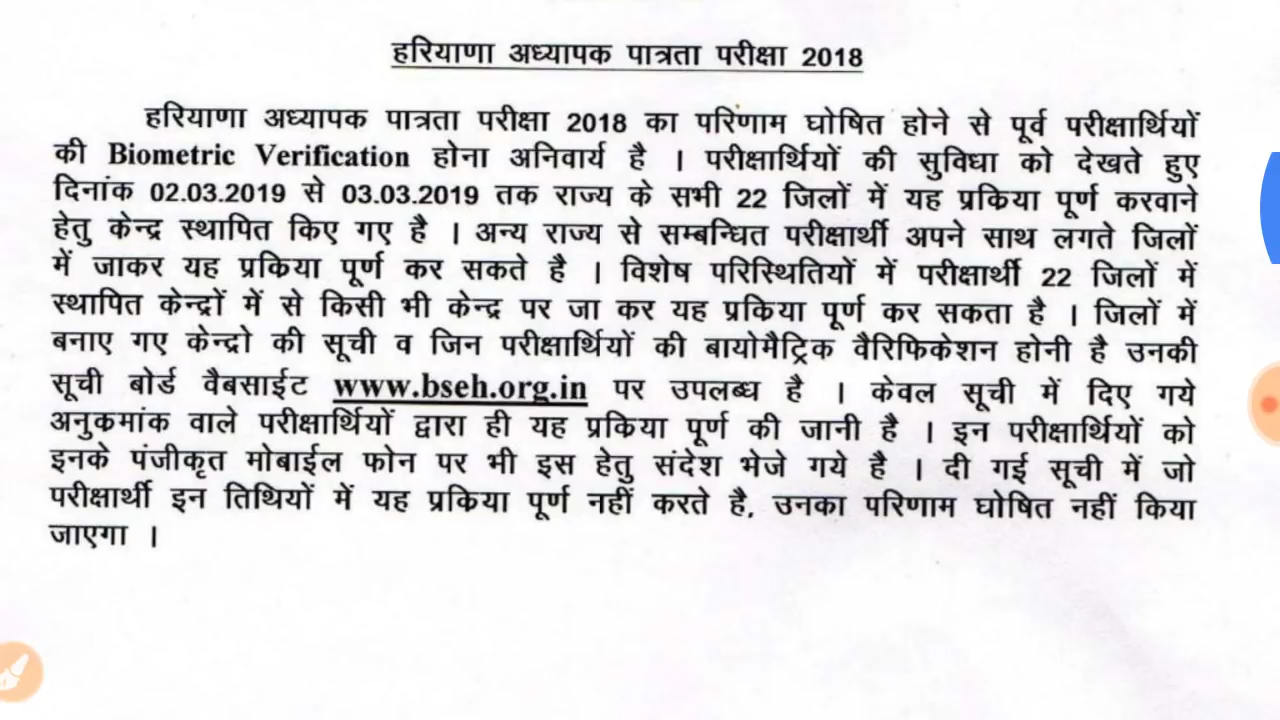 हरियाणा अध्यापक पात्रता परीक्षा 2018
हरियाणा अध्यापक पात्रता परीक्षा 2018 का परिणाम घोषित होने से पूर्व परीक्षार्थियों
की Biometric Verification होना अनिवार्य है । परीक्षार्थियों की सुविधा को देखते हुए
दिनांक 02.03.2019 से 03.03.2019 तक राज्य के सभी 22 जिलों में यह प्रकिया पूर्ण करवाने
हेतु केन्द्र स्थापित किए गए है । अन्य राज्य से सम्बन्धित परीक्षार्थी अपने साथ लगते जिलों
में जाकर यह प्रकिया पूर्ण कर सकते है । विशेष परिस्थितियों में परीक्षार्थी 22 जिलों में
स्थापित केन्द्रों में से किसी भी केन्द्र पर जा कर यह प्रकिया पूर्ण कर सकता है । जिलों में
बनाए गए केन्द्रो की सूची व जिन परीक्षार्थियों की बायोमैट्रिक वैरिफिकेशन होनी है उनकी
सूची बोर्ड वैबसाईट www.bseh.org.in पर उपलब्ध है । केवल सूची में दिए गये
अनुकमांक वाले परीक्षार्थियों द्वारा ही यह प्रकिया पूर्ण की जानी है । इन परीक्षार्थियों को
इनके पंजीकृत मोबाईल फोन पर भी इस हेतु संदेश भेजे गये है । दी गई सूची में जो
परीक्षार्थी इन तिथियों में यह प्रकिया पूर्ण नहीं करते है, उनका परिणाम घोषित नहीं किया
जाएगा ।